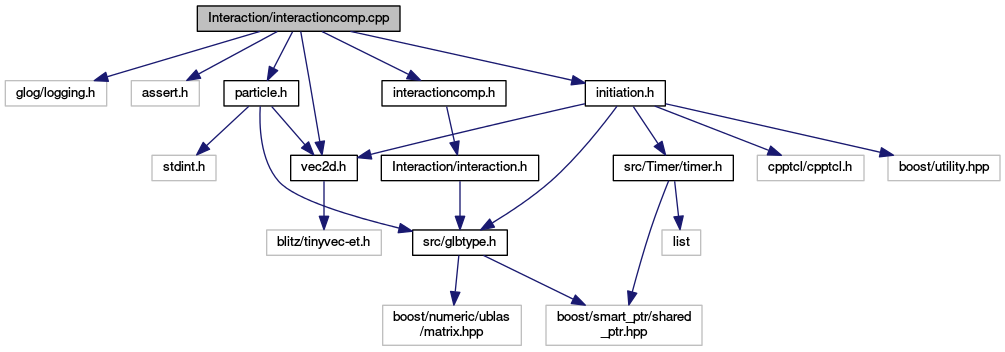 Interaction/interactioncomp.cpp
glog/logging.h
assert.h
particle.h
interactioncomp.h
initiation.h
stdint.h
vec2d.h
Interaction/interaction.h
src/Timer/timer.h
cpptcl/cpptcl.h
boost/utility.hpp
blitz/tinyvec-et.h
src/glbtype.h
list
boost/numeric/ublas
/matrix.hpp
boost/smart_ptr/shared
_ptr.hpp